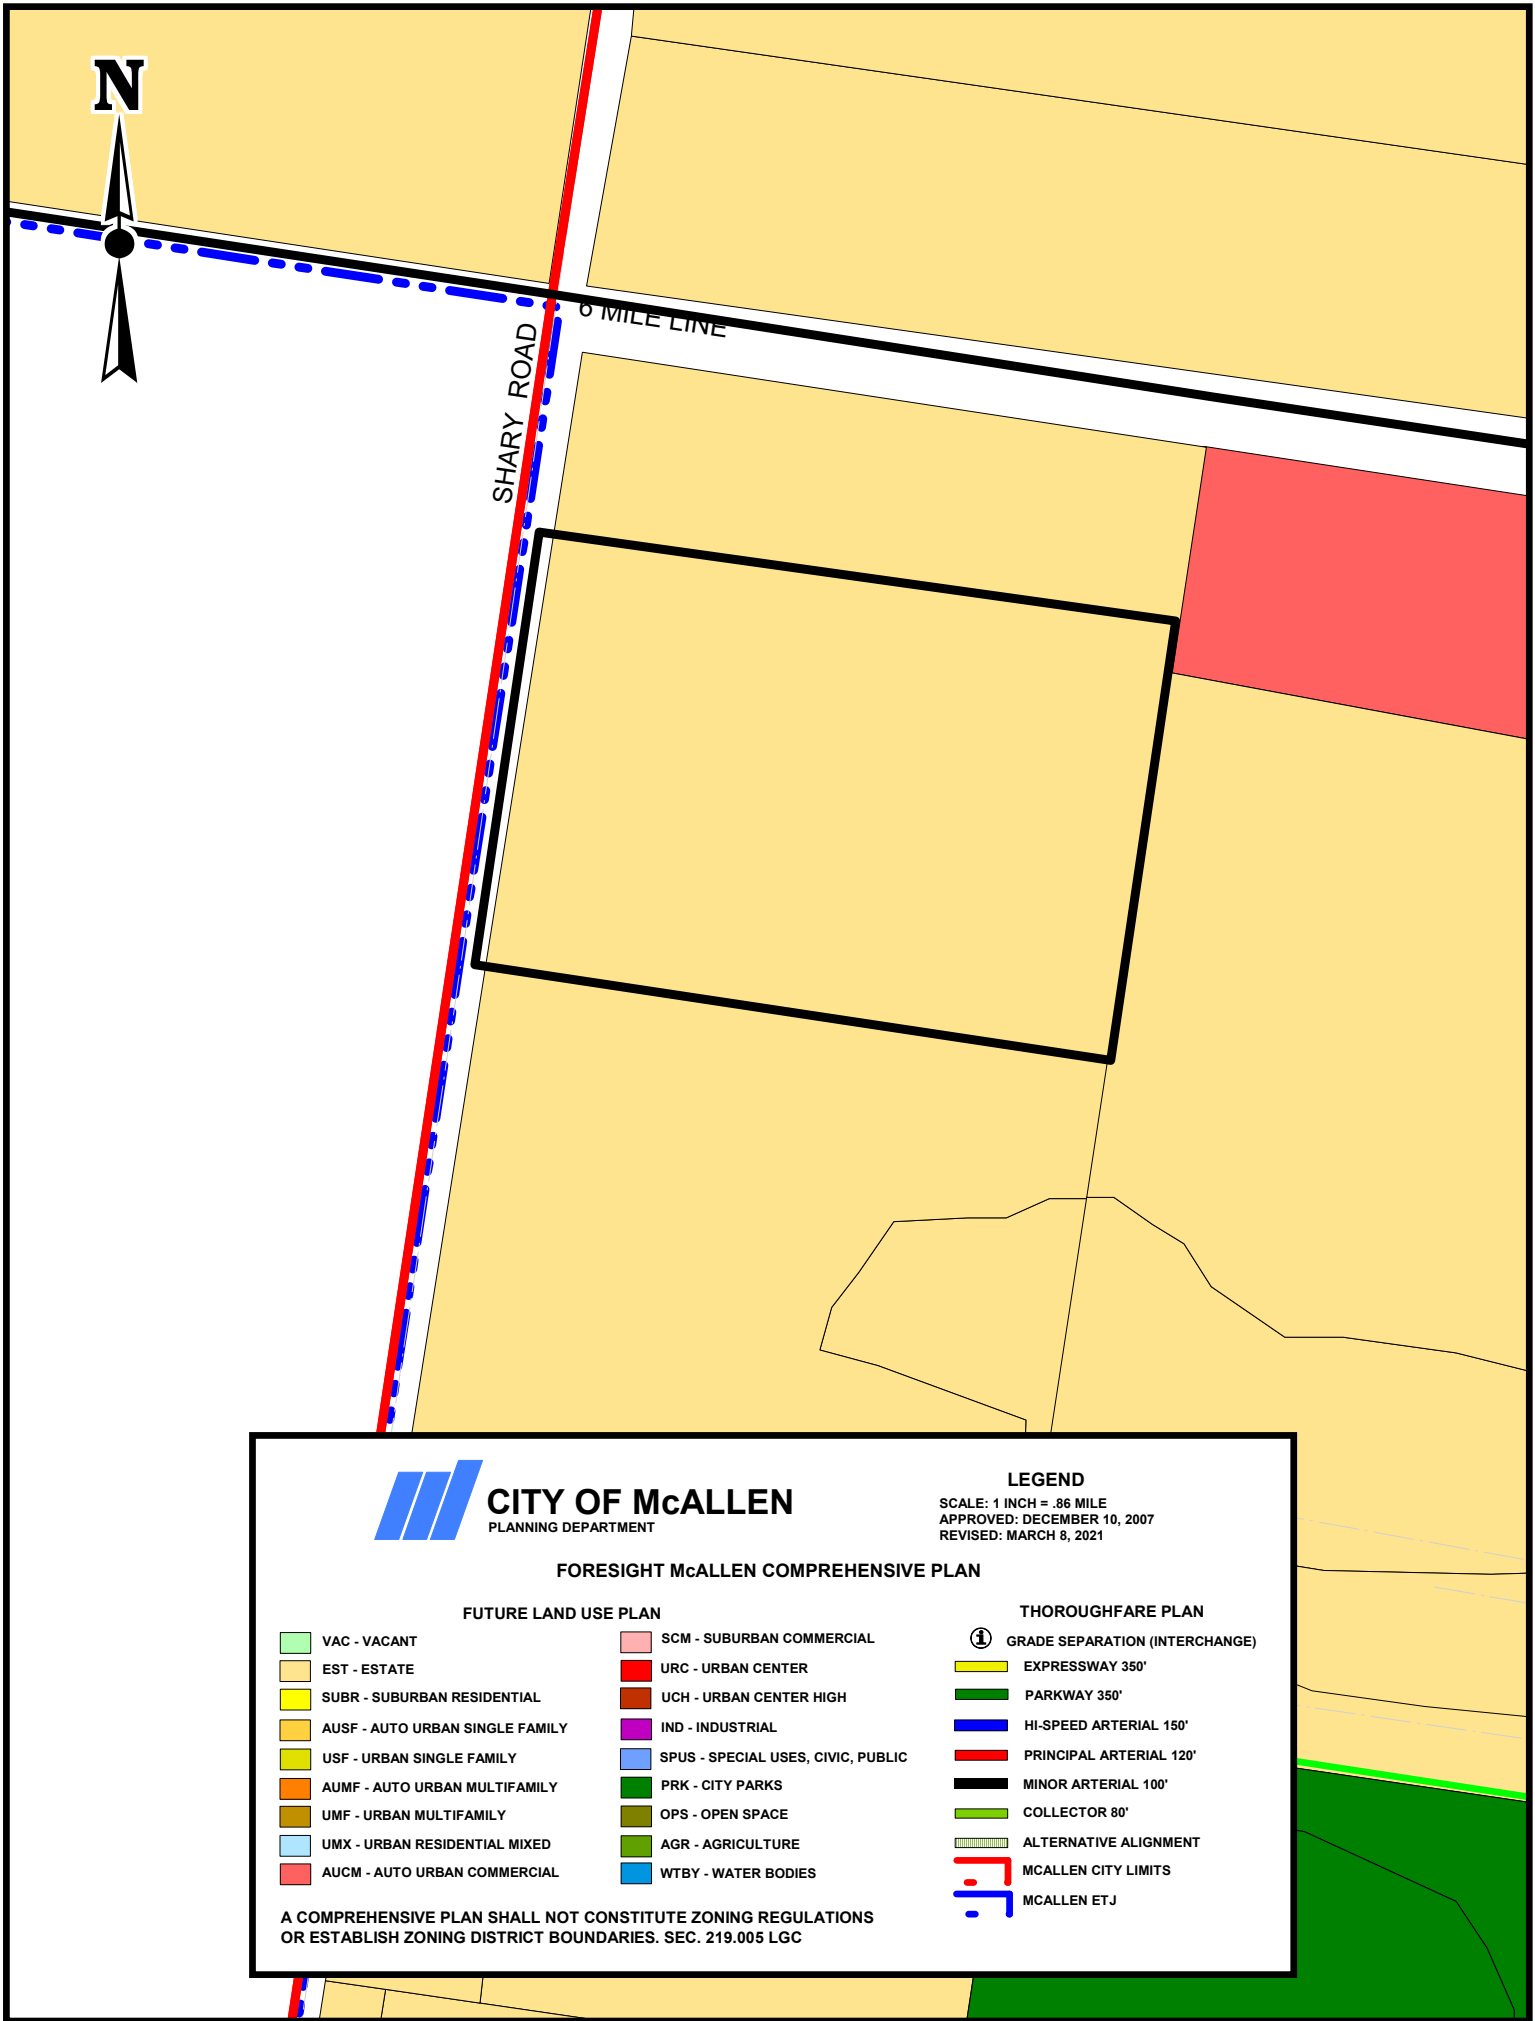 N
6 MILE LINE
SHARY ROAD
CITY OF McALLEN
PLANNING DEPARTMENT
LEGEND
SCALE: 1 INCH = .86 MILE
APPROVED: DECEMBER 10, 2007
REVISED: MARCH 8, 2021
FORESIGHT McALLEN COMPREHENSIVE PLAN
FUTURE LAND USE PLAN
VAC - VACANT
EST - ESTATE
SUBR - SUBURBAN RESIDENTIAL
AUSF - AUTO URBAN SINGLE FAMILY
USF - URBAN SINGLE FAMILY
AUMF - AUTO URBAN MULTIFAMILY
UMF - URBAN MULTIFAMILY
UMX - URBAN RESIDENTIAL MIXED
AUCM - AUTO URBAN COMMERCIAL
SCM - SUBURBAN COMMERCIAL
URC - URBAN CENTER
UCH - URBAN CENTER HIGH
IND - INDUSTRIAL
SPUS - SPECIAL USES, CIVIC, PUBLIC
PRK - CITY PARKS
OPS - OPEN SPACE
AGR - AGRICULTURE
WTBY - WATER BODIES
THOROUGHFARE PLAN
GRADE SEPARATION (INTERCHANGE)
EXPRESSWAY 350'
PARKWAY 350'
HI-SPEED ARTERIAL 150'
PRINCIPAL ARTERIAL 120'
MINOR ARTERIAL 100'
COLLECTOR 80'
ALTERNATIVE ALIGNMENT
MCALLEN CITY LIMITS
MCALLEN ETJ
A COMPREHENSIVE PLAN SHALL NOT CONSTITUTE ZONING REGULATIONS
OR ESTABLISH ZONING DISTRICT BOUNDARIES. SEC. 219.005 LGC